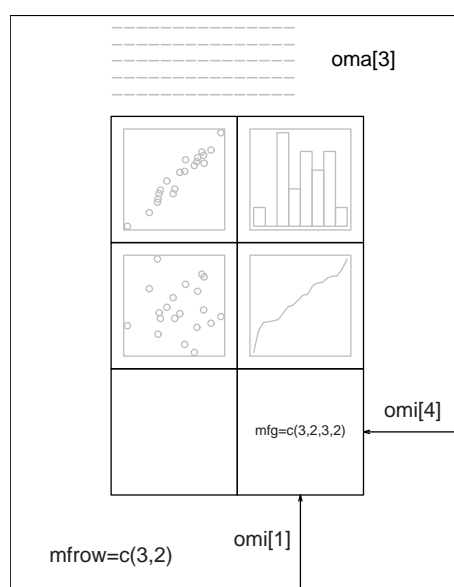 oma[3]
mfg=c(3,2,3,2)
omi[4]
omi[1]
mfrow=c(3,2)